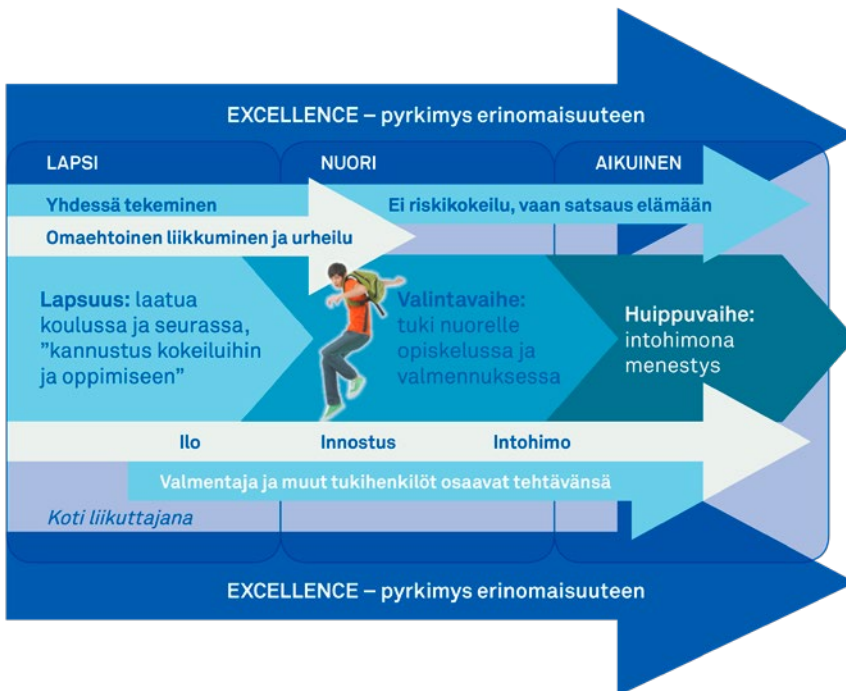 EXCELLENCE – pyrkimys erinomaisuuteen
LAPSI
NUORI
AIKUINEN
Yhdessä tekeminen
Ei riskikokeilu, vaan satsaus elämään
Omaehtoinen liikkuminen ja urheilu
Lapsuus: laatua
koulussa ja seurassa,
”kannustus kokeiluihin
ja oppimiseen”
Valintavaihe:
tuki nuorelle
opiskelussa ja
valmennuksessa
Huippuvaihe:
intohimona
menestys
Ilo
Innostus
Intohimo
Valmentaja ja muut tukihenkilöt osaavat tehtävänsä
Koti liikuttajana
EXCELLENCE – pyrkimys erinomaisuuteen